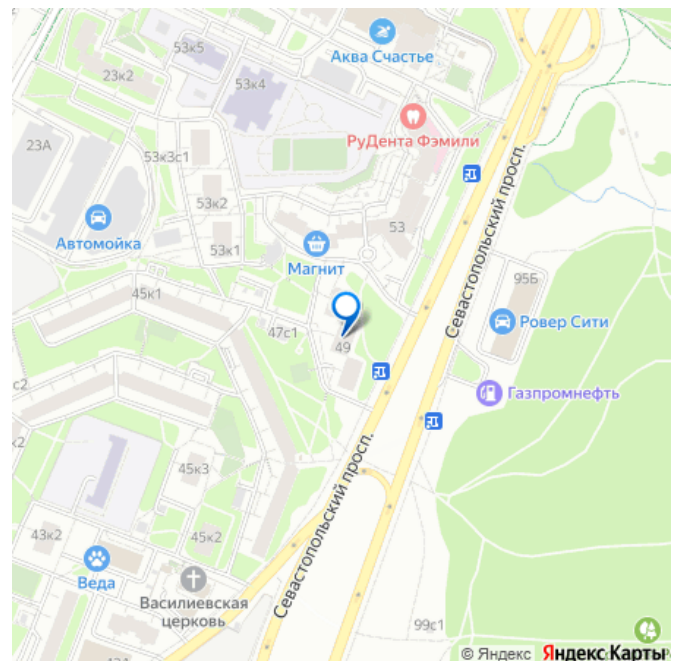 53к5
Аква Счастье
23к2
53к4
РуДента Фэмили
23А
53к3с1
53к2
53
Автомойка
53к1
Магнит
Севастопольский просп.
95Б
45к1
47с1
Ровер Сити
49
Газпромнефть
45к3
Севастопольский просп.
43к2
45к2
Веда
Василиевская
церковь
99с1
© Яндекс Яндекс Карты